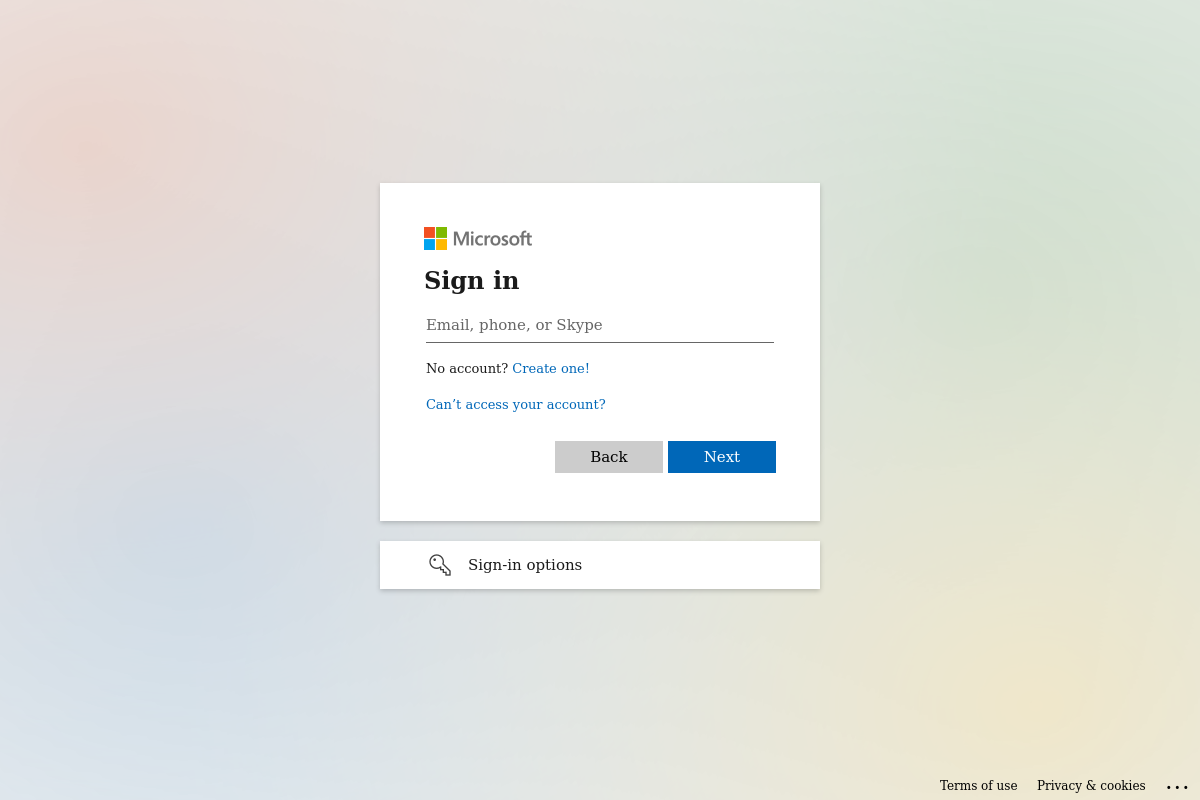 Microsoft
Sign in
Email, phone, or Skype
No account? Create one!
Can’t access your account?
Back
Next
Sign-in options
Terms of use
Privacy & cookies
...